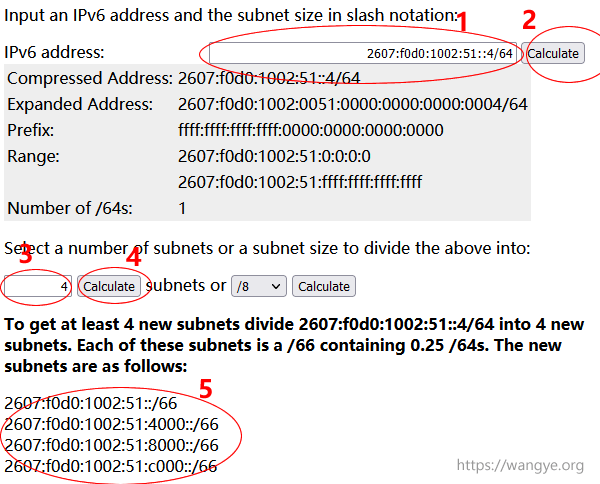 Input an IPv6 address and the subnet size in slash notation:
1 2
IPv6 address: 2607:f0d0:1002:51::4/64 Calculate
Compressed Address: 2607:f0d0:1002:51::4/64
Expanded Address: 2607:f0d0:1002:0051:0000:0000:0000:0004/64
Prefix: ffff:ffff:ffff:ffff:0000:0000:0000:0000
Range: 2607:f0d0:1002:51:0:0:0:0
2607:f0d0:1002:51:ffff:ffff:ffff:ffff
Number of /64s: 1
Select a number of subnets or a subnet size to divide the above into:
3 4
4 Calculate subnets or /8 Calculate
To get at least 4 new subnets divide 2607:f0d0:1002:51::4/64 into 4 new
subnets. Each of these subnets is a /66 containing 0.25 /64s. The new
subnets are as follows:
5
2607:f0d0:1002:51::/66
2607:f0d0:1002:51:4000::/66
2607:f0d0:1002:51:8000::/66
2607:f0d0:1002:51:c000::/66
https://wangye.org